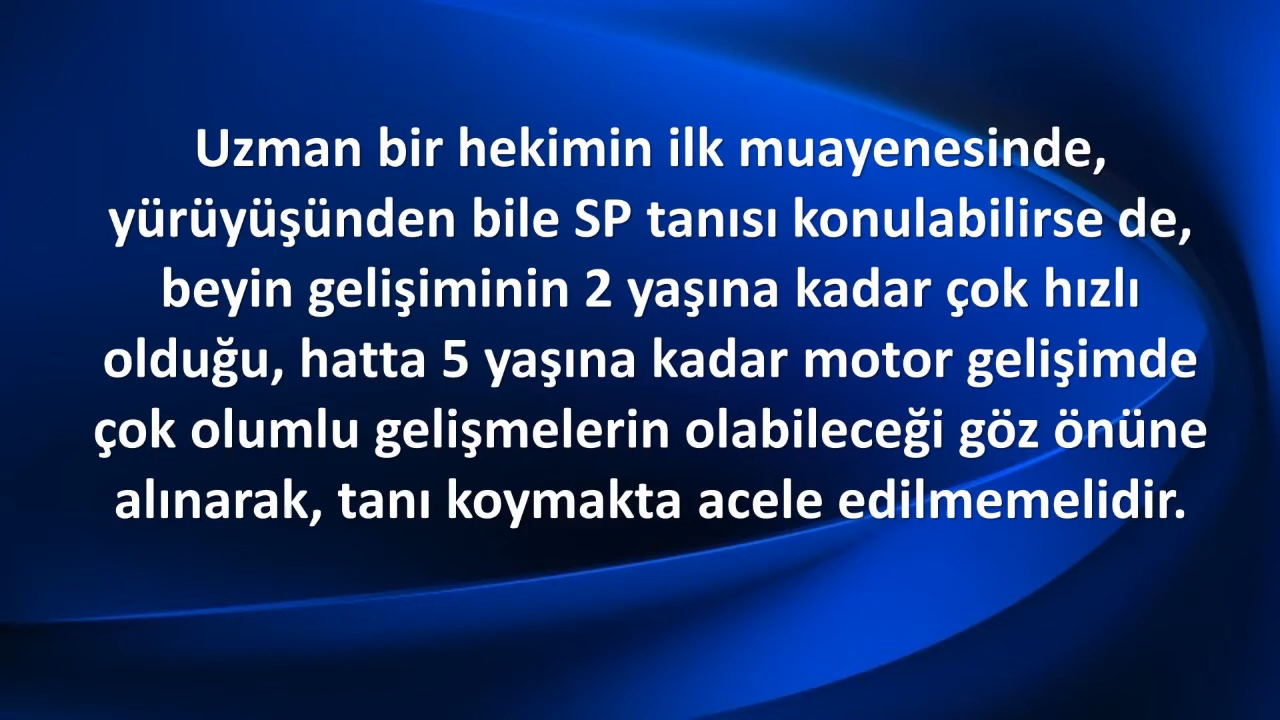 Uzman bir hekimin ilk muayenesinde,
yürüyüşünden bile SP tanısı konulabilirse de,
beyin gelişiminin 2 yaşına kadar çok hızlı
olduğu, hatta 5 yaşına kadar motor gelişimde
çok olumlu gelişmelerin olabileceği göz önüne
alınarak, tanı koymakta acele edilmemelidir.